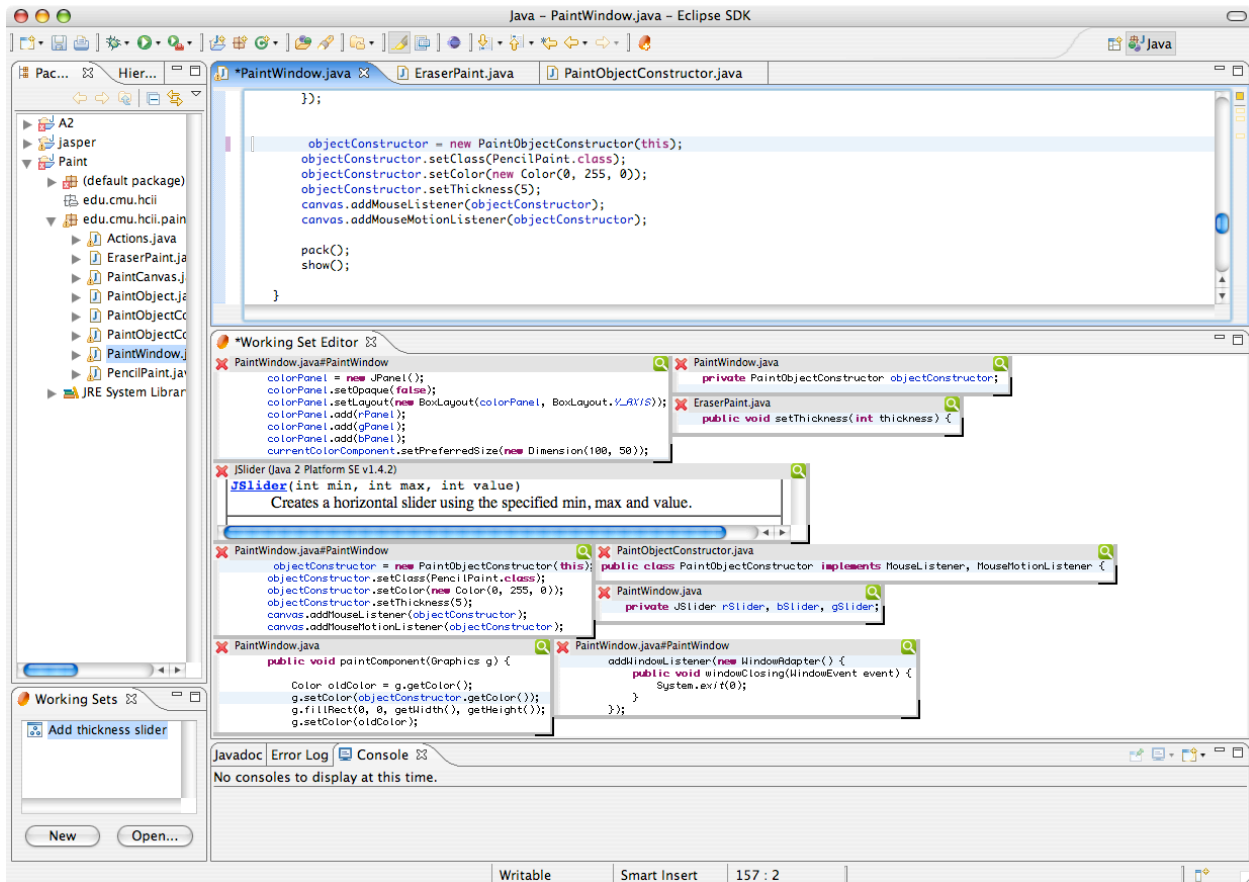 Java – PaintWindow.java – Eclipse SDK
Java
Pac...
Hier...
A2
jasper
Paint
(default package)
edu.cmu.hcii
edu.cmu.hcii.pain
Actions.java
EraserPaint.ja
PaintCanvas.j
PaintObject.ja
PaintObjectCo
PaintObjectCo
PaintWindow.j
PencilPaint.jav
JRE System Librar
*PaintWindow.java
EraserPaint.java
PaintObjectConstructor.java
});
objectConstructor = new PaintObjectConstructor(this);
objectConstructor.setClass(PencilPaint.class);
objectConstructor.setColor(new Color(0, 255, 0));
objectConstructor.setThickness(5);
canvas.addMouseListener(objectConstructor);
canvas.addMouseMotionListener(objectConstructor);
pack();
show();
}
*Working Set Editor
PaintWindow.java#PaintWindow
colorPanel = new JPanel();
colorPanel.setOpaque(false);
colorPanel.setLayout(new BoxLayout(colorPanel, BoxLayout.Y_AXIS));
colorPanel.add(rPanel);
colorPanel.add(gPanel);
colorPanel.add(bPanel);
currentColorComponent.setPreferredSize(new Dimension(100, 50));
PaintWindow.java
private PaintObjectConstructor objectConstructor;
EraserPaint.java
public void setThickness(int thickness) {
JSlider (Java 2 Platform SE v1.4.2)
JSlider(int min, int max, int value)
Creates a horizontal slider using the specified min, max and value.
PaintWindow.java#PaintWindow
objectConstructor = new PaintObjectConstructor(this);
objectConstructor.setClass(PencilPaint.class);
objectConstructor.setColor(new Color(0, 255, 0));
objectConstructor.setThickness(5);
canvas.addMouseListener(objectConstructor);
canvas.addMouseMotionListener(objectConstructor);
PaintObjectConstructor.java
public class PaintObjectConstructor implements MouseListener, MouseMotionListener {
PaintWindow.java
private JSlider rSlider, bSlider, gSlider;
PaintWindow.java
public void paintComponent(Graphics g) {
Color oldColor = g.getColor();
g.setColor(objectConstructor.getColor());
g.fillRect(0, 0, getWidth(), getHeight());
g.setColor(oldColor);
PaintWindow.java#PaintWindow
addWindowListener(new WindowAdapter() {
public void windowClosing(WindowEvent event) {
System.exit(0);
}
});
Working Sets
Add thickness slider
New
Open...
Javadoc
Error Log
Console
No consoles to display at this time.
Writable
Smart Insert
157 : 2